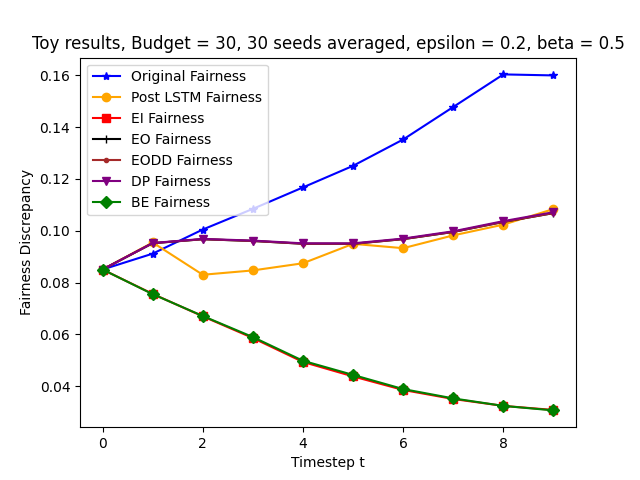 Toy results, Budget = 30, 30 seeds averaged, epsilon = 0.2, beta = 0.5
0.16
0.14
0.12
0.10
0.08
0.06
0.04
Fairness Discrepancy
Original Fairness
Post LSTM Fairness
EI Fairness
EO Fairness
EODD Fairness
DP Fairness
BE Fairness
0
2
4
6
8
Timestep t